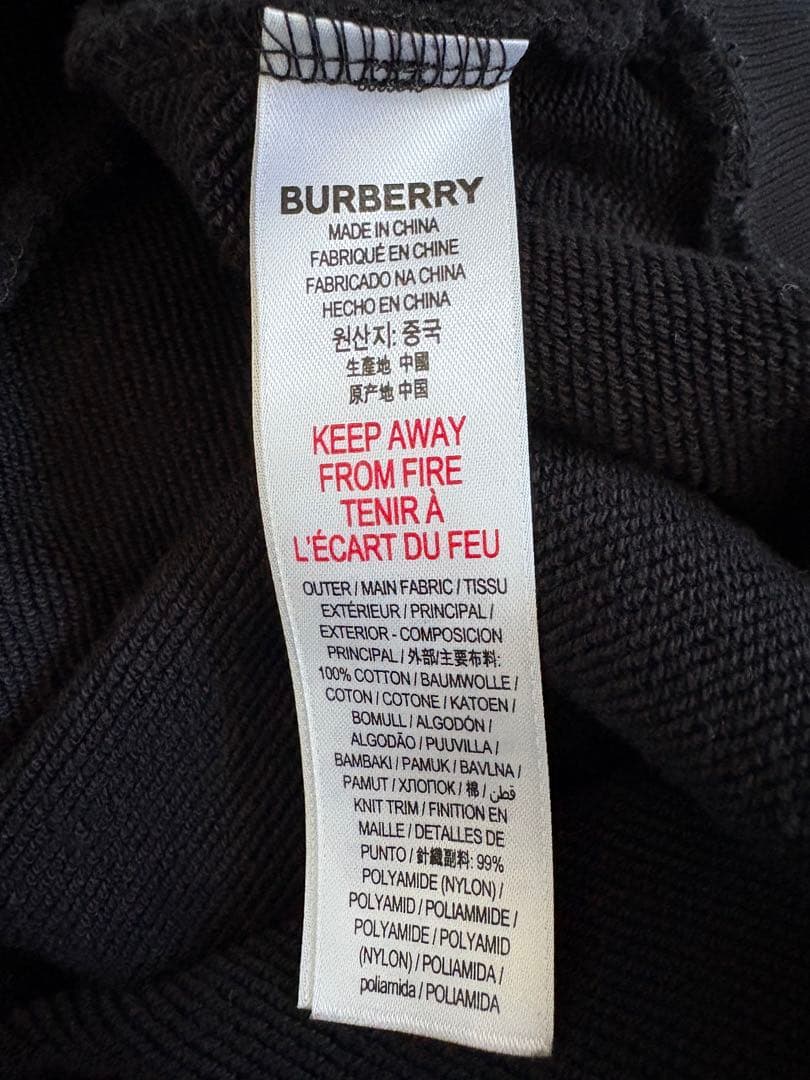 BURBERRY
MADE IN CHINA
FABRIQUÉ EN CHINE
FABRICADO NA CHINA
HECHO EN CHINA
원산지: 중국
生產地 中國
原产地 中国
KEEP AWAY
FROM FIRE
TENIR À
L'ÉCART DU FEU
OUTER / MAIN FABRIC / TISSU
EXTÉRIEUR / PRINCIPAL /
EXTERIOR - COMPOSICION
PRINCIPAL / 外部/主要布料:
100% COTTON / BAUMWOLLE /
COTON / COTONE / KATOEN /
BOMULL / ALGODÓN /
ALGODÃO / PUUVILLA /
BAMBAKI / PAMUK / BAVLNA /
PAMUT / ХЛОПОК / 棉 / قطن
KNIT TRIM / FINITION EN
MAILLE / DETALLES DE
PUNTO / 針織副料: 99%
POLYAMIDE (NYLON) /
POLYAMID / POLIAMMIDE /
POLYAMIDE / POLYAMID
(NYLON) / POLIAMIDA /
poliamida / POLIAMIDA